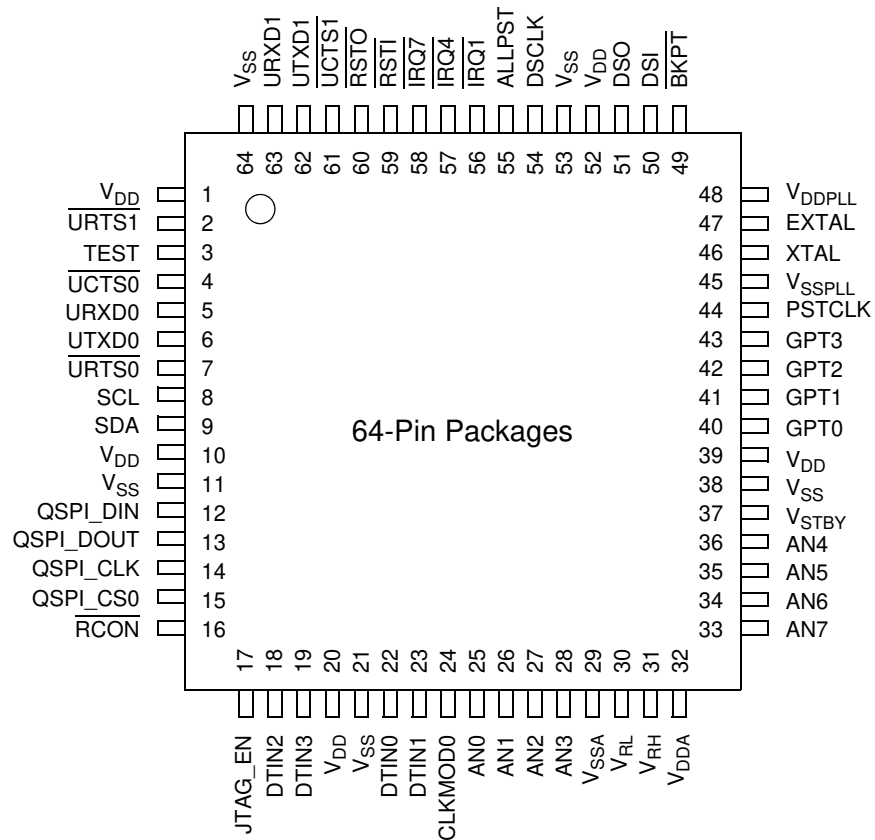 VSS
URXD1
UTXD1
UCTS1
RSTO
RSTI
IRQ7
IRQ4
IRQ1
ALLPST
DSCLK
VSS
VDD
DSO
DSI
BKPT
64
63
62
61
60
59
58
57
56
55
54
53
52
51
50
49
VDD 1
URTS1 2
TEST 3
UCTS0 4
URXD0 5
UTXD0 6
URTS0 7
SCL 8
SDA 9
VDD 10
VSS 11
QSPI_DIN 12
QSPI_DOUT 13
QSPI_CLK 14
QSPI_CS0 15
RCON 16
64-Pin Packages
48 VDDPLL
47 EXTAL
46 XTAL
45 VSSPLL
44 PSTCLK
43 GPT3
42 GPT2
41 GPT1
40 GPT0
39 VDD
38 VSS
37 VSTBY
36 AN4
35 AN5
34 AN6
33 AN7
17
18
19
20
21
22
23
24
25
26
27
28
29
30
31
32
JTAG_EN
DTIN2
DTIN3
VDD
VSS
DTIN0
DTIN1
CLKMOD0
AN0
AN1
AN2
AN3
VSSA
VRL
VRH
VDDA